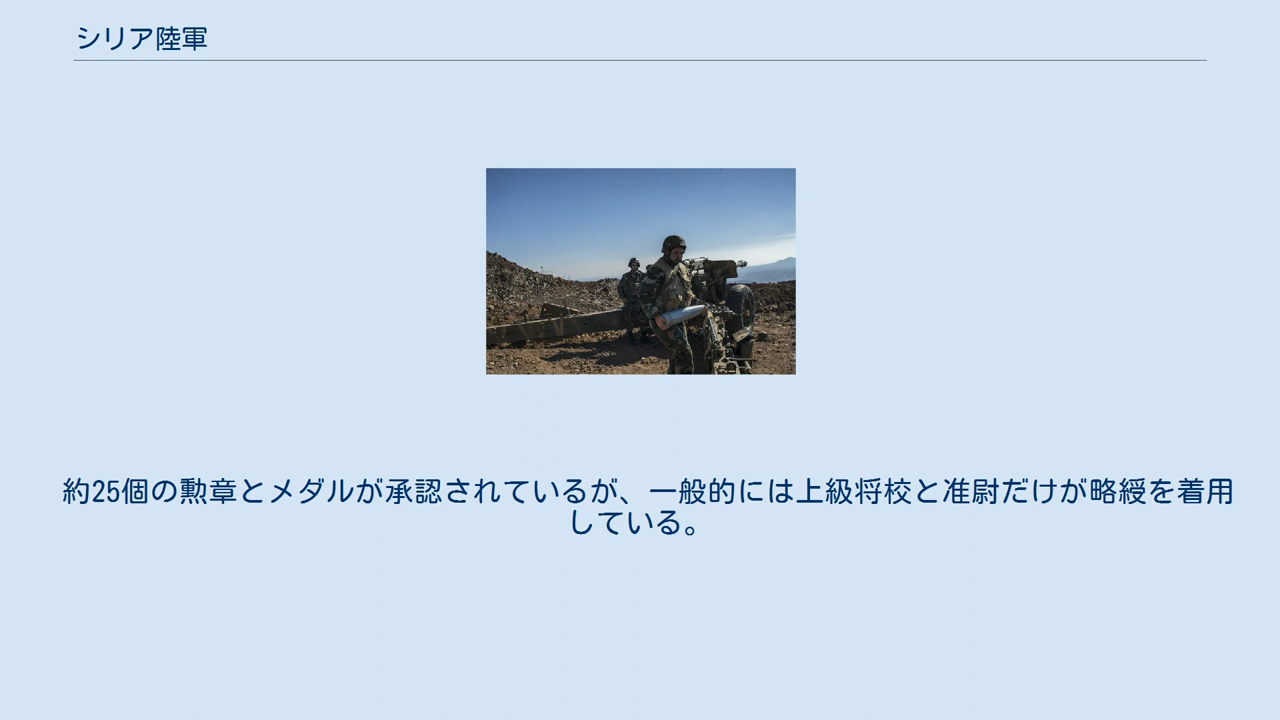 シリア陸軍
約25個の勲章とメダルが承認されているが、一般的には上級将校と准尉だけが略綬を着用
している。